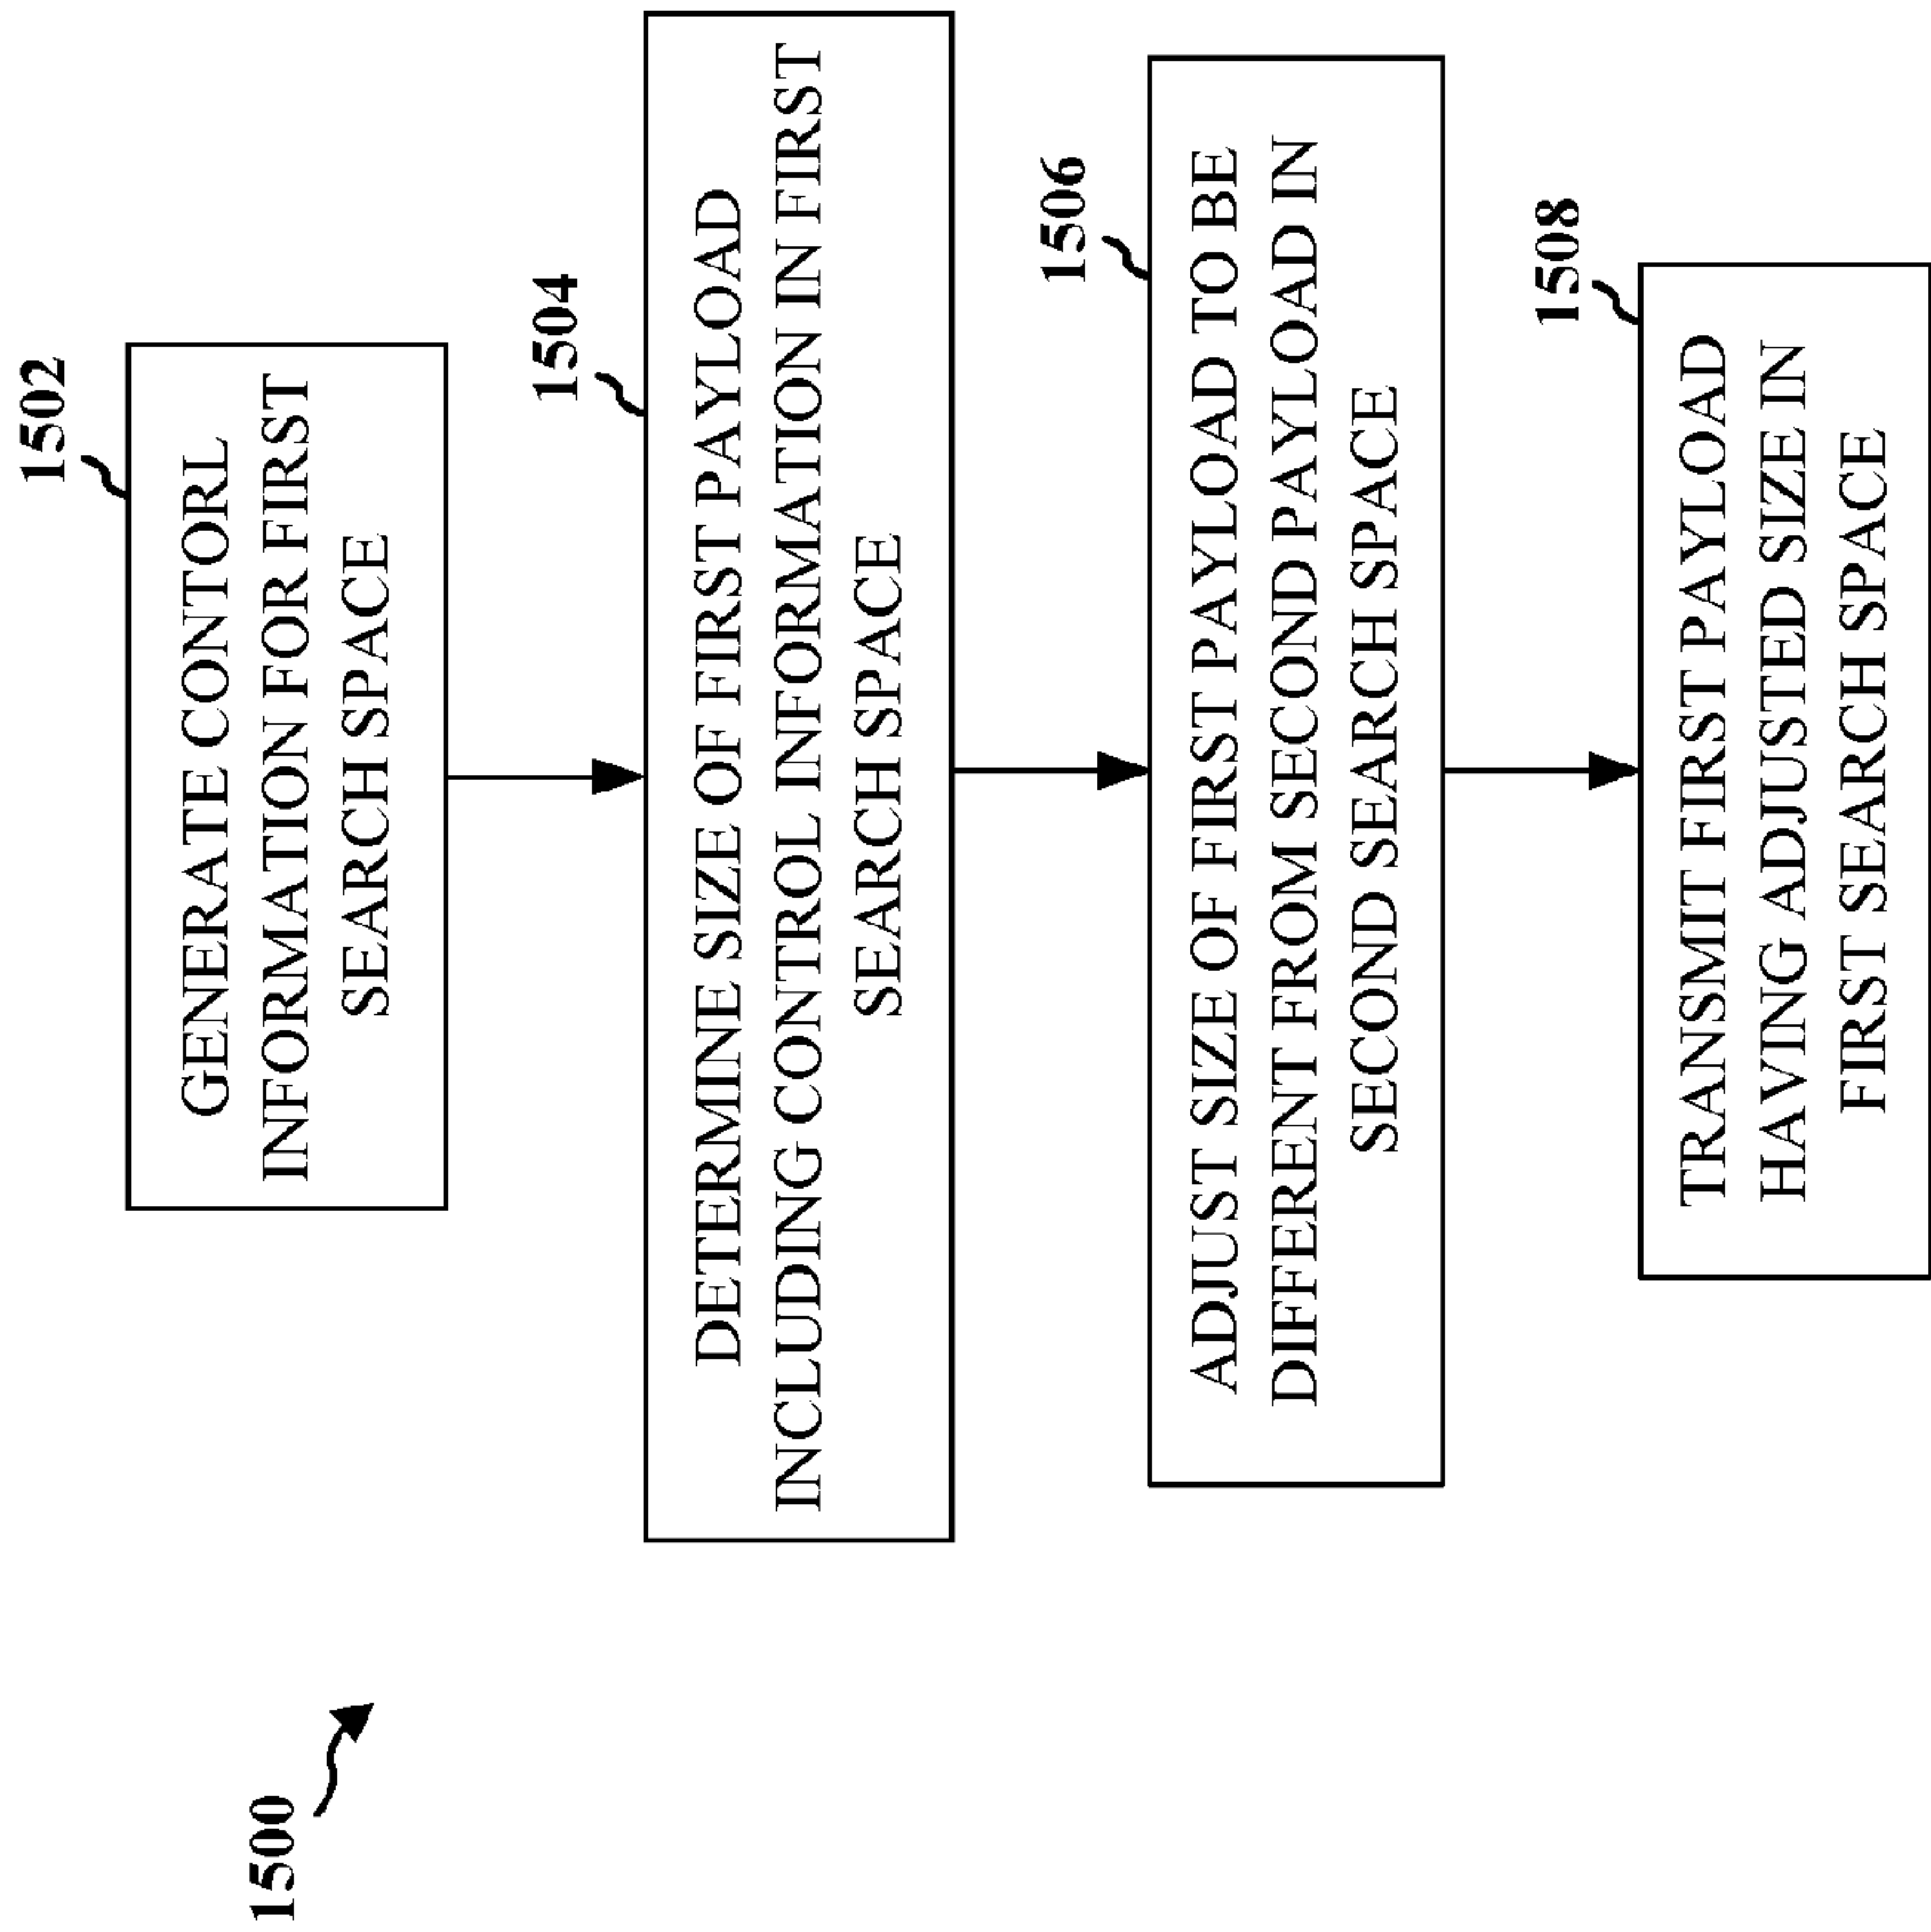 1500
1502
GENERATE CONTORL
INFORMATION FOR FIRST
SEARCH SPACE
1504
DETERMINE SIZE OF FIRST PAYLOAD
INCLUDING CONTROL INFORMATION IN FIRST
SEARCH SPACE
1506
ADJUST SIZE OF FIRST PAYLOAD TO BE
DIFFERENT FROM SECOND PAYLOAD IN
SECOND SEARCH SPACE
1508
TRANSMIT FIRST PAYLOAD
HAVING ADJUSTED SIZE IN
FIRST SEARCH SPACE